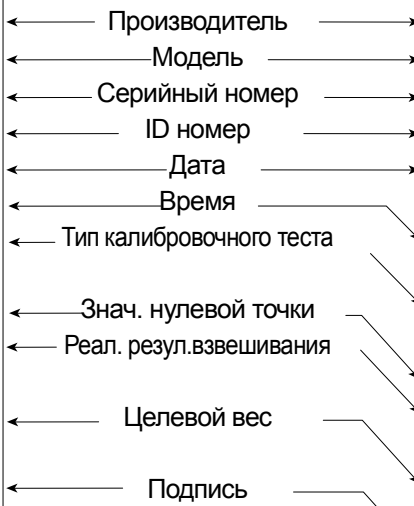 Производитель
Модель
Серийный номер
ID номер
Дата
Время
Тип калибровочного теста
Знач. нулевой точки
Реал. резул.взвешивания
Целевой вес
Подпись